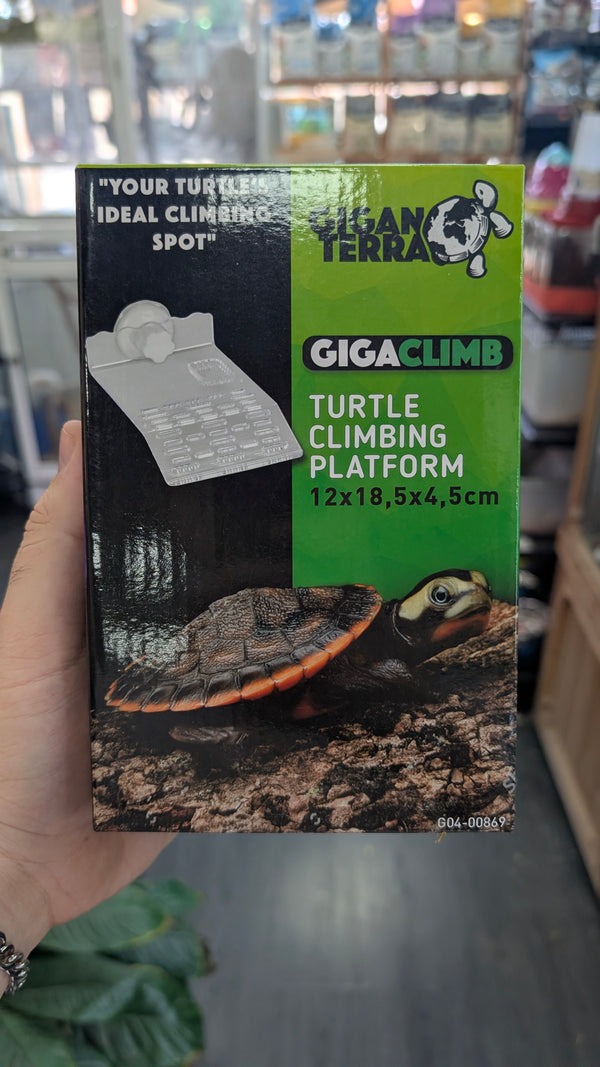 "YOUR TURTLE'S
IDEAL CLIMBING
SPOT"
GIGAN
TERRA
GIGACLIMB
TURTLE
CLIMBING
PLATFORM
12x18,5x4,5cm
G04-00869